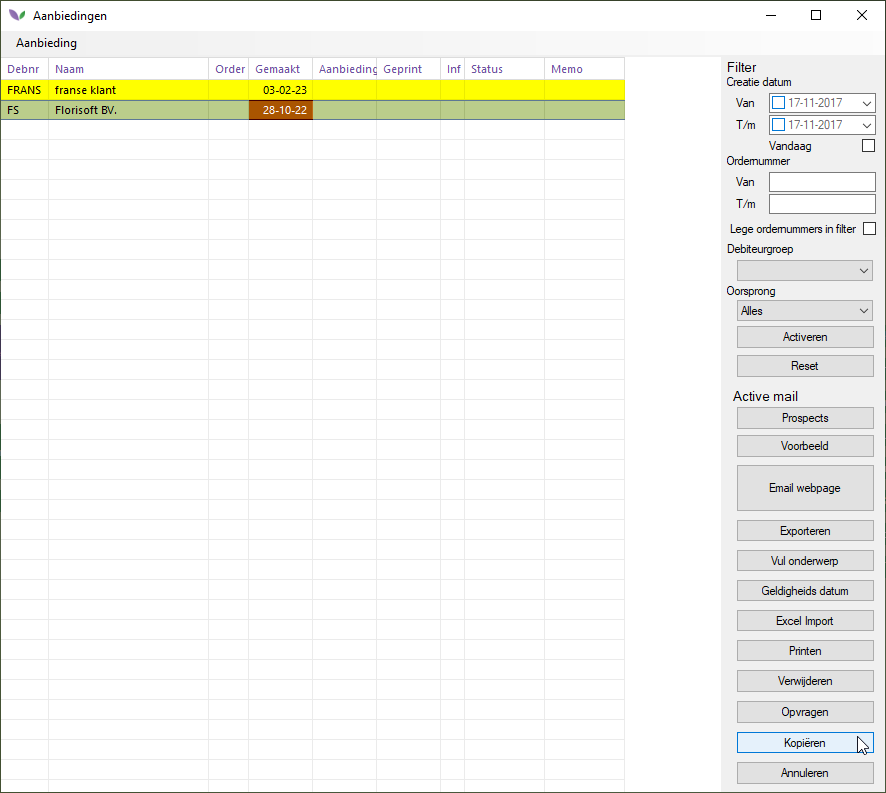 Aanbiedingen
Aanbieding
Debnr Naam Order Gemaakt Aanbieding Geprint Inf Status Memo
FRANS franse klant 03-02-23
FS Florisoft BV. 28-10-22
Filter
Creatie datum
Van 17-11-2017
T/m 17-11-2017
Vandaag
Ordernummer
Van
T/m
Lege ordernummers in filter
Debiteurgroep
Oorsprong
Alles
Activeren
Reset
Active mail
Prospects
Voorbeeld
Email webpage
Exporteren
Vul onderwerp
Geldigheids datum
Excel Import
Printen
Verwijderen
Opvragen
Kopiëren
Annuleren